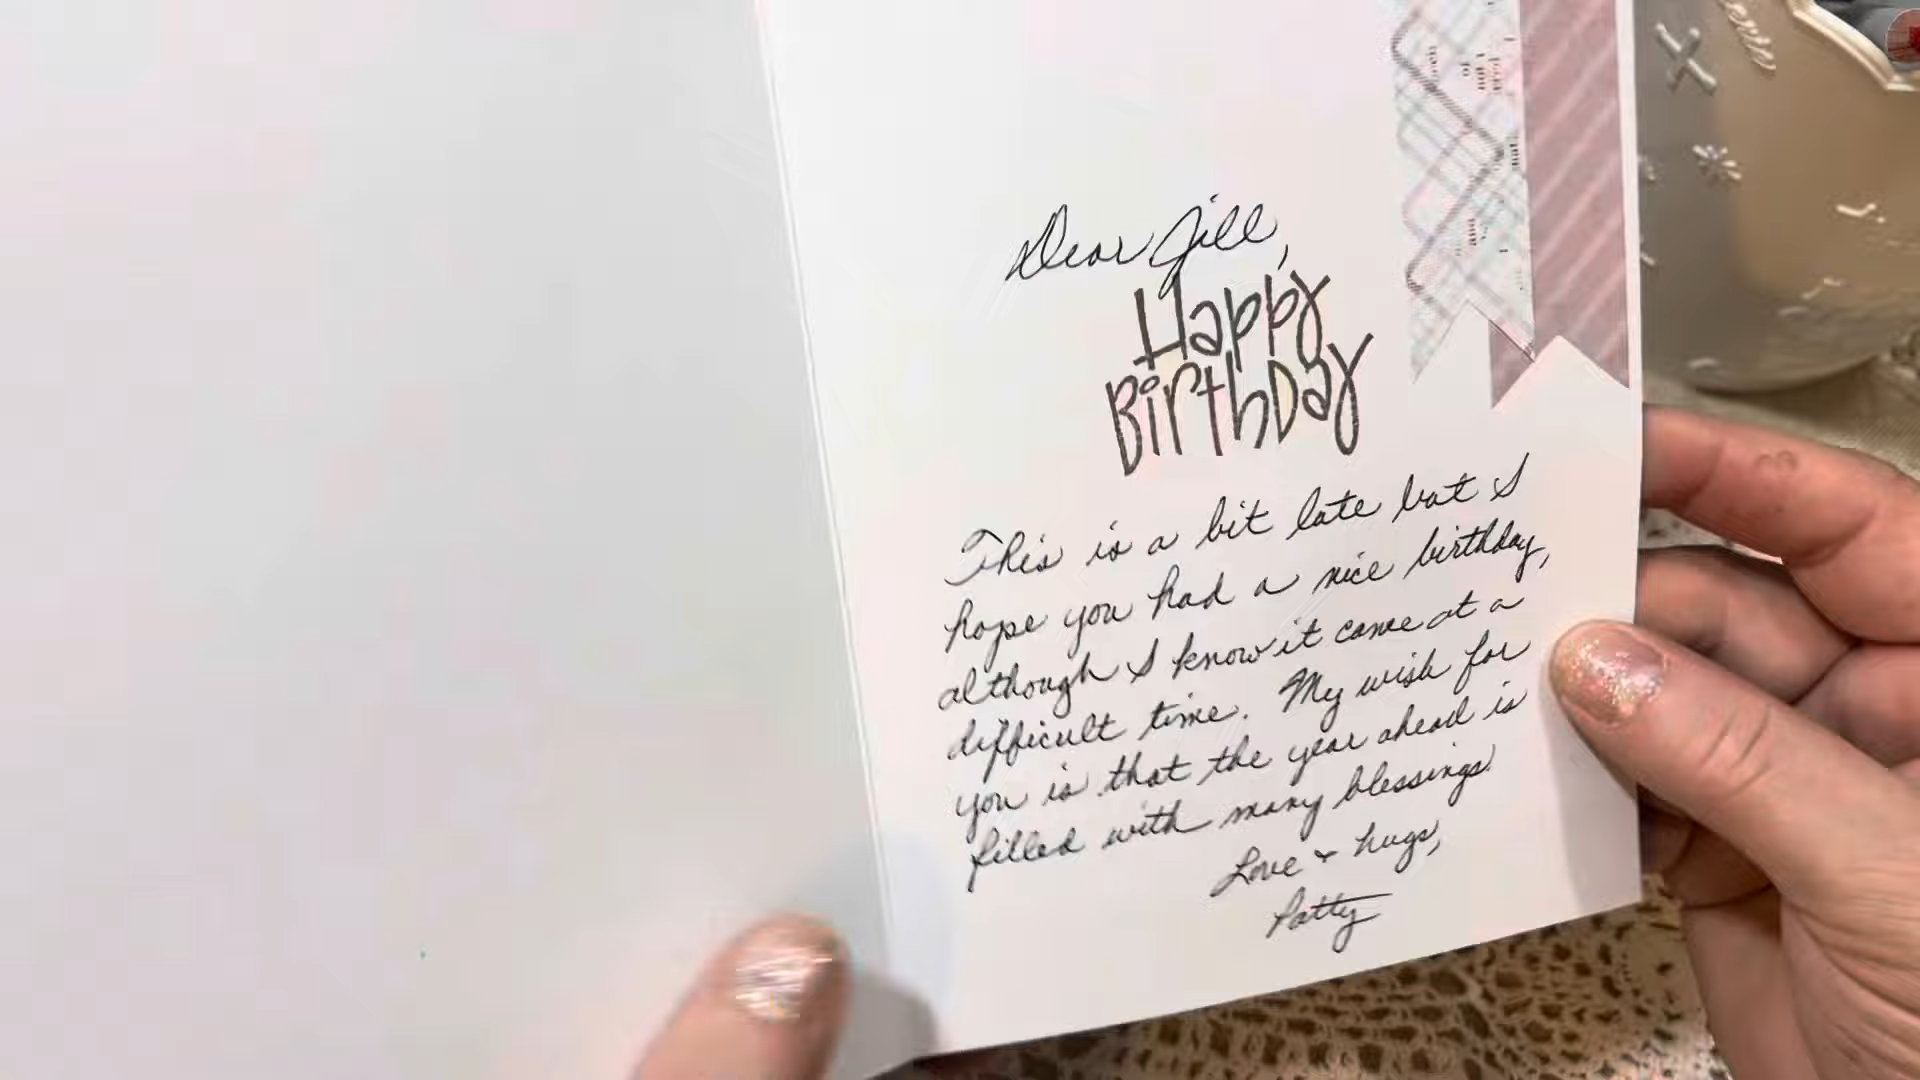 Dear Jill,
Happy
BirthDay
This is a bit late but I
hope you had a nice birthday,
although I know it came at a
difficult time. My wish for
you is that the year ahead is
filled with many blessings.
Love + hugs,
Patty